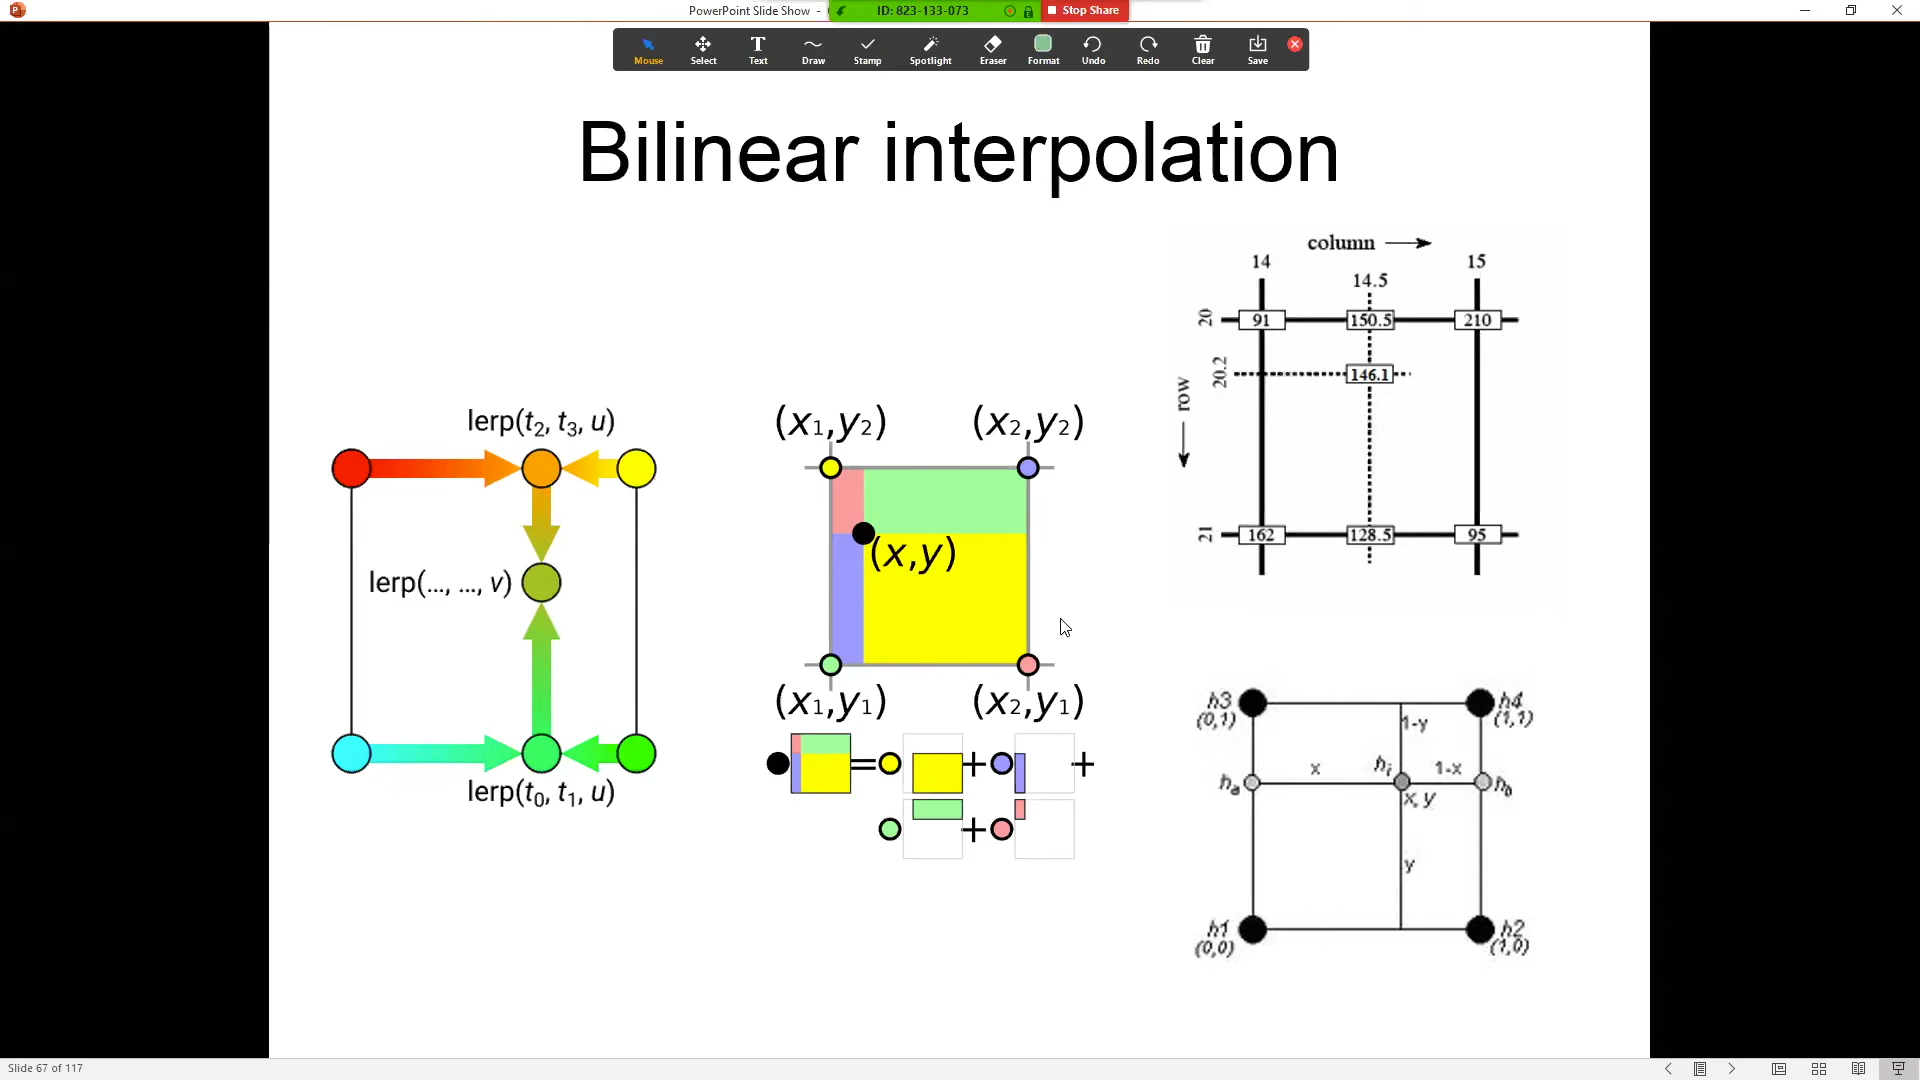 PowerPoint Slide Show -
ID: 823-133-073
Stop Share
Mouse
Select
Text
Draw
Stamp
Spotlight
Eraser
Format
Undo
Redo
Clear
Save
Bilinear interpolation
lerp(t2, t3, u)
lerp(..., ..., v)
lerp(t0, t1, u)
(x1,y2)
(x2,y2)
(x,y)
(x1,y1)
(x2,y1)
=
+
+
+
column
14
14.5
15
20
91
150.5
210
20.2
146.1
row
21
162
128.5
95
h3
(0,1)
h4
(1,1)
1-y
ha
x
hi
1-x
hb
x, y
y
h1
(0,0)
h2
(1,0)
Slide 67 of 117